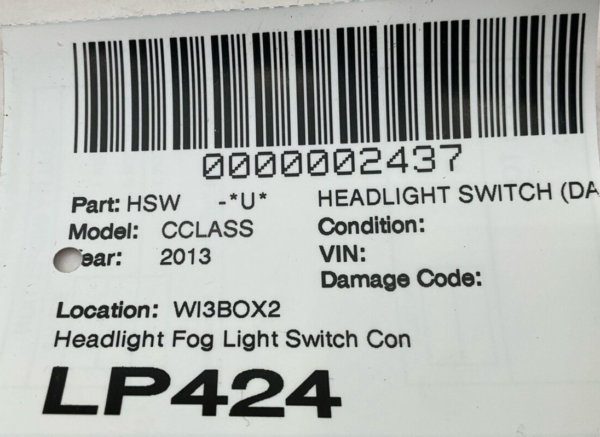 0000002437
Part: HSW -*U* HEADLIGHT SWITCH (DA
Model: CCLASS Condition:
ear: 2013 VIN:
Damage Code:
Location: WI3BOX2
Headlight Fog Light Switch Con
LP424